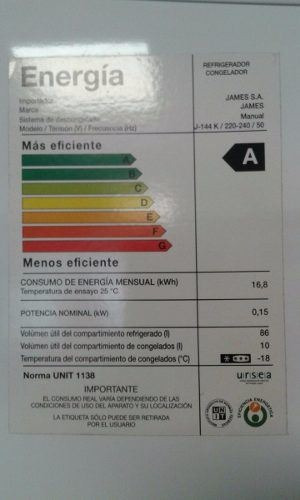 Energía
REFRIGERADOR
CONGELADOR
Importador JAMES S.A.
Marca JAMES
Sistema de descongelado Manual
Modelo / Tensión (V) / Frecuencia (Hz) J-144 K / 220-240 / 50
Más eficiente
A
A
B
C
D
E
F
G
Menos eficiente
CONSUMO DE ENERGÍA MENSUAL (kWh) 16,8
Temperatura de ensayo 25 °C
POTENCIA NOMINAL (kW) 0,15
Volúmen útil del compartimiento refrigerado (l) 86
Volúmen útil del compartimiento de congelados (l) 10
Temperatura del compartimiento de congelados (°C) -18
Norma UNIT 1138
ursea
IMPORTANTE
EL CONSUMO REAL VARÍA DEPENDIENDO DE LAS
CONDICIONES DE USO DEL APARATO Y SU LOCALIZACIÓN
LA ETIQUETA SÓLO PUEDE SER RETIRADA
POR EL USUARIO
UNIT
EFICIENCIA ENERGÉTICA